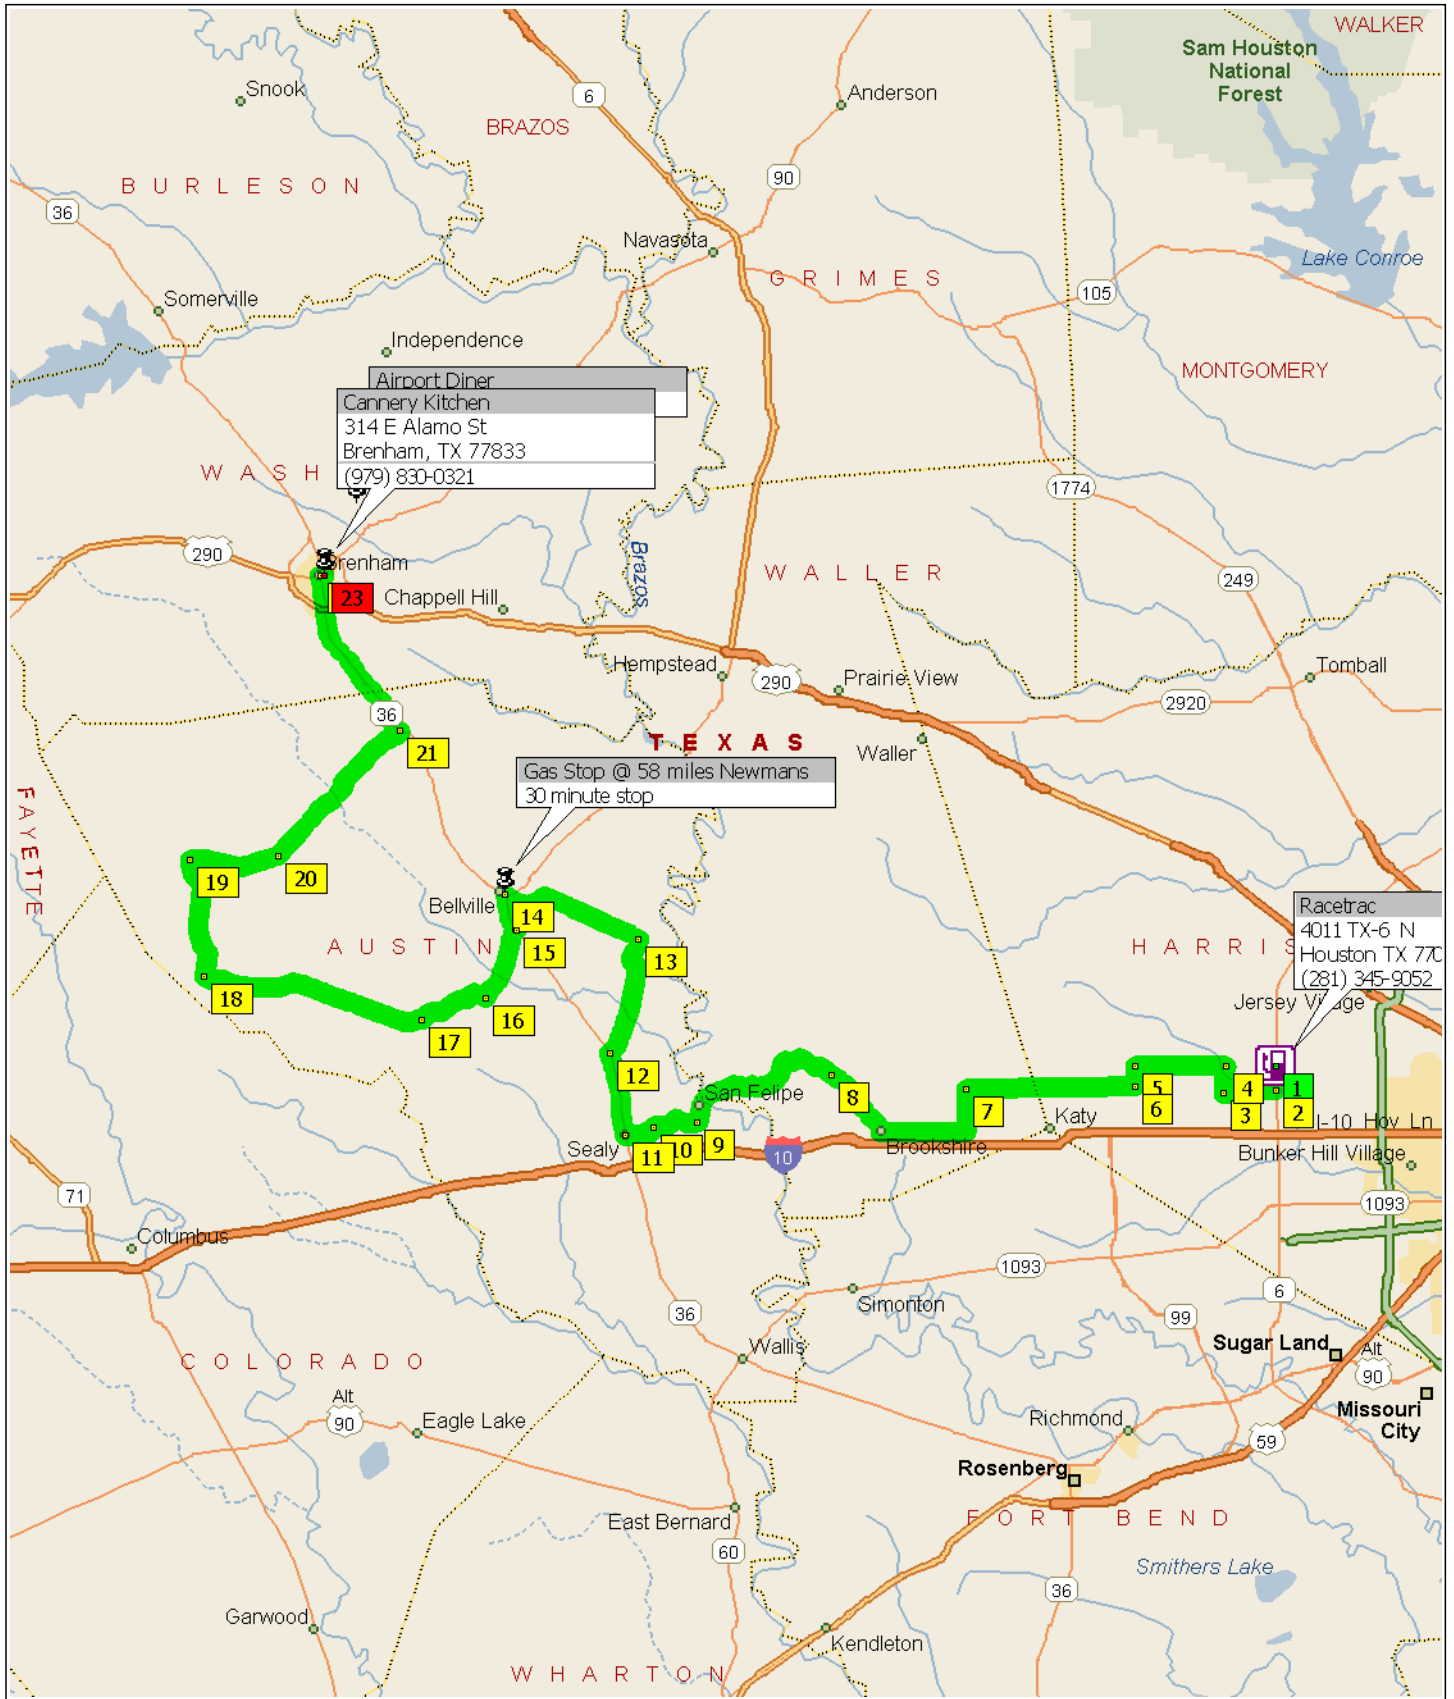 WALKER
Sam Houston
National
Forest
Snook
6
Anderson
BRAZOS
90
BURLESON
36
Navasota
Lake Conroe
GRIMES
105
Somerville
Independence
MONTGOMERY
Airport Diner
Cannery Kitchen
314 E Alamo St
Brenham, TX 77833
(979) 830-0321
WASH
1774
290
Brenham
Brazos
WALLER
249
23
Chappell Hill
Hempstead
290
Prairie View
Tomball
2920
36
21
TEXAS
Waller
Gas Stop @ 58 miles Newmans
30 minute stop
FAYETTE
19
20
Bellville
14
15
AUSTIN
13
HARRIS
Racetrac
4011 TX-6 N
Houston TX 770
(281) 345-9052
Jersey Village
18
16
17
12
San Felipe
8
7
5
6
4
3
1
2
Katy
I-10 Hov Ln
Sealy
11
10
9
10
Brookshire
Bunker Hill Village
71
1093
Columbus
1093
Simonton
6
36
99
Wallis
Sugar Land
Alt
90
COLORADO
Alt
90
Eagle Lake
Richmond
Missouri
City
59
Rosenberg
East Bernard
FORT BEND
60
Smithers Lake
36
Garwood
Kendleton
WHARTON